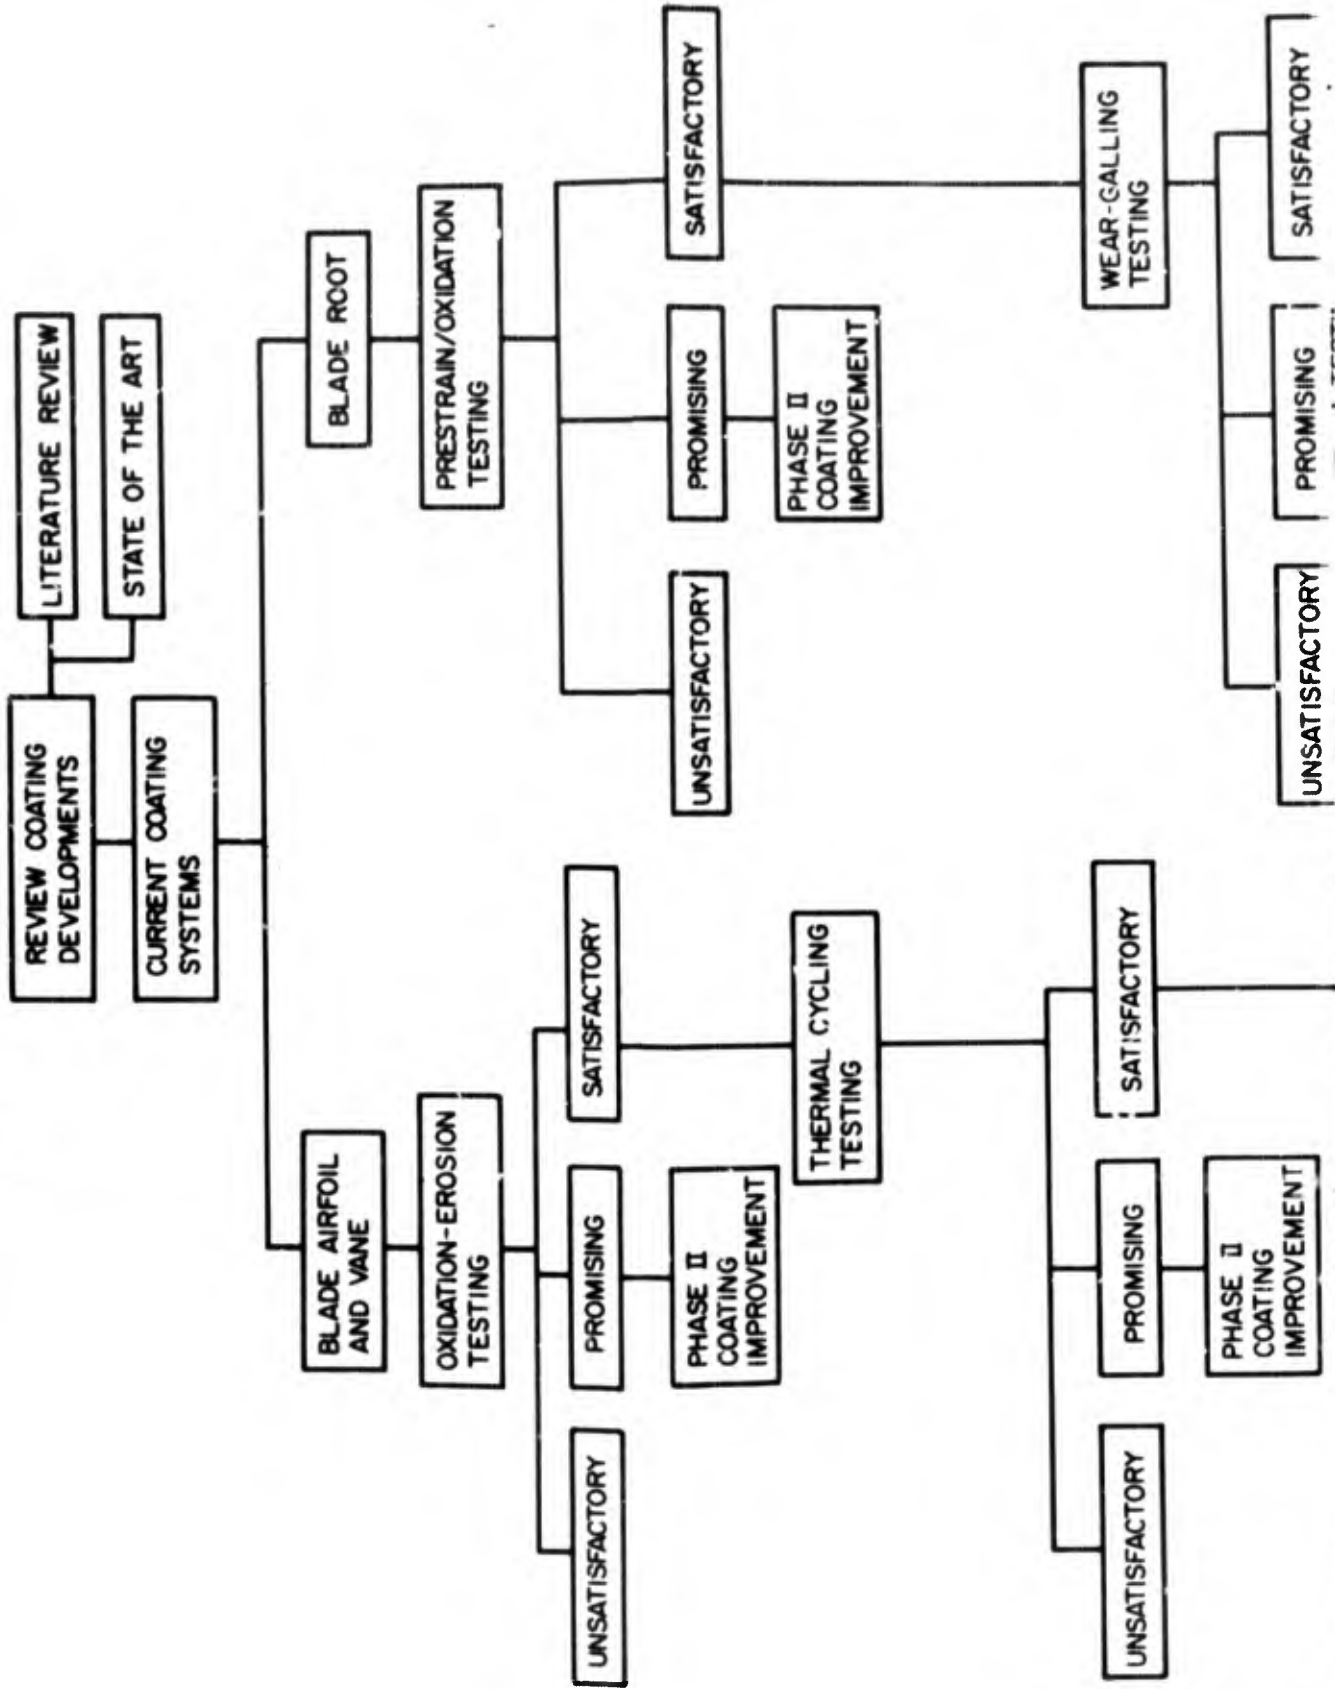 REVIEW COATING
DEVELOPMENTS
LITERATURE REVIEW
STATE OF THE ART
CURRENT COATING
SYSTEMS
BLADE AIRFOIL
AND VANE
BLADE ROOT
OXIDATION-EROSION
TESTING
PRESTRAIN/OXIDATION
TESTING
UNSATISFACTORY
PROMISING
SATISFACTORY
PHASE II
COATING
IMPROVEMENT
UNSATISFACTORY
PROMISING
SATISFACTORY
PHASE II
COATING
IMPROVEMENT
THERMAL CYCLING
TESTING
WEAR-GALLING
TESTING
UNSATISFACTORY
PROMISING
SATISFACTORY
PHASE II
COATING
IMPROVEMENT
UNSATISFACTORY
PROMISING
SATISFACTORY